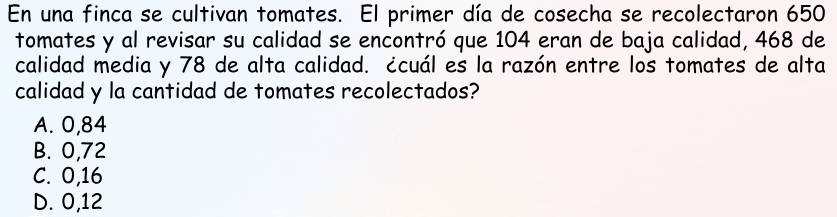 En una finca se cultivan tomates. El primer día de cosecha se recolectaron 650
tomates y al revisar su calidad se encontró que 104 eran de baja calidad, 468 de
calidad media y 78 de alta calidad. ¿cuál es la razón entre los tomates de alta
calidad y la cantidad de tomates recolectados?
A. 0,84
B. 0,72
C. 0,16
D. 0,12